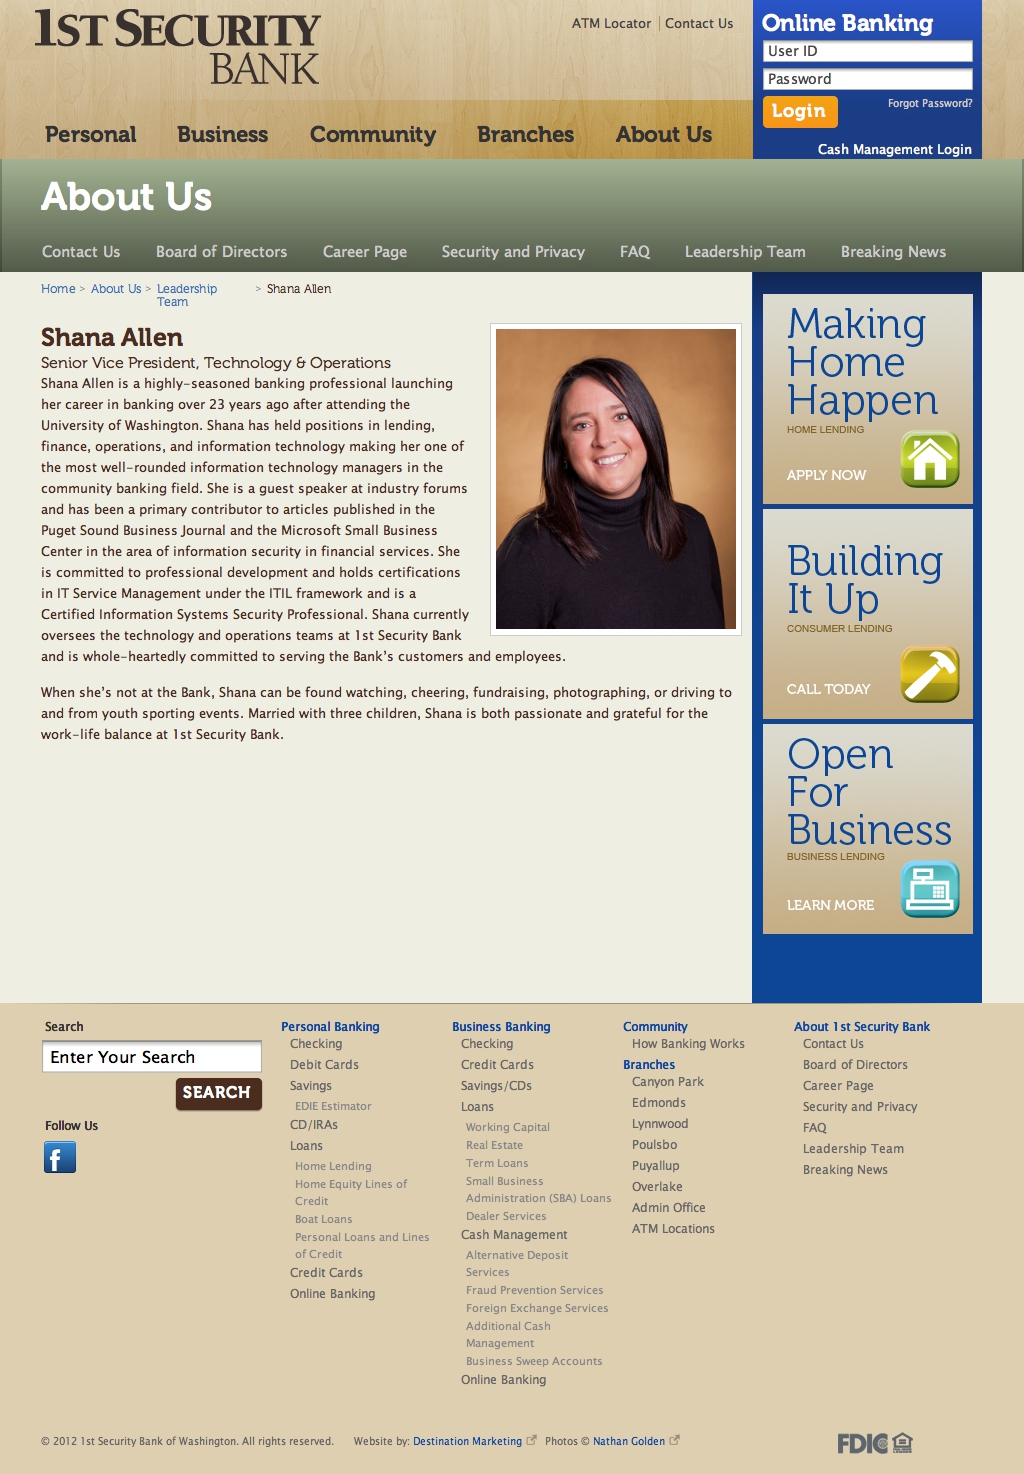 1ST SECURITY
BANK
ATM Locator | Contact Us
Online Banking
User ID
Password
Login
Forgot Password?
Cash Management Login
Personal Business Community Branches About Us
About Us
Contact Us Board of Directors Career Page Security and Privacy FAQ Leadership Team Breaking News
Home > About Us > Leadership Team > Shana Allen
Shana Allen
Senior Vice President, Technology & Operations
Shana Allen is a highly-seasoned banking professional launching
her career in banking over 23 years ago after attending the
University of Washington. Shana has held positions in lending,
finance, operations, and information technology making her one of
the most well-rounded information technology managers in the
community banking field. She is a guest speaker at industry forums
and has been a primary contributor to articles published in the
Puget Sound Business Journal and the Microsoft Small Business
Center in the area of information security in financial services. She
is committed to professional development and holds certifications
in IT Service Management under the ITIL framework and is a
Certified Information Systems Security Professional. Shana currently
oversees the technology and operations teams at 1st Security Bank
and is whole-heartedly committed to serving the Bank's customers and employees.
When she's not at the Bank, Shana can be found watching, cheering, fundraising, photographing, or driving to
and from youth sporting events. Married with three children, Shana is both passionate and grateful for the
work-life balance at 1st Security Bank.
Making
Home
Happen
HOME LENDING
APPLY NOW
Building
It Up
CONSUMER LENDING
CALL TODAY
Open
For
Business
BUSINESS LENDING
LEARN MORE
Search
Enter Your Search
SEARCH
Follow Us
f
Personal Banking
Checking
Debit Cards
Savings
EDIE Estimator
CD/IRAs
Loans
Home Lending
Home Equity Lines of
Credit
Boat Loans
Personal Loans and Lines
of Credit
Credit Cards
Online Banking
Business Banking
Checking
Credit Cards
Savings/CDs
Loans
Working Capital
Real Estate
Term Loans
Small Business
Administration (SBA) Loans
Dealer Services
Cash Management
Alternative Deposit
Services
Fraud Prevention Services
Foreign Exchange Services
Additional Cash
Management
Business Sweep Accounts
Online Banking
Community
How Banking Works
Branches
Canyon Park
Edmonds
Lynnwood
Poulsbo
Puyallup
Overlake
Admin Office
ATM Locations
About 1st Security Bank
Contact Us
Board of Directors
Career Page
Security and Privacy
FAQ
Leadership Team
Breaking News
© 2012 1st Security Bank of Washington. All rights reserved. Website by: Destination Marketing Photos © Nathan Golden
FDIC